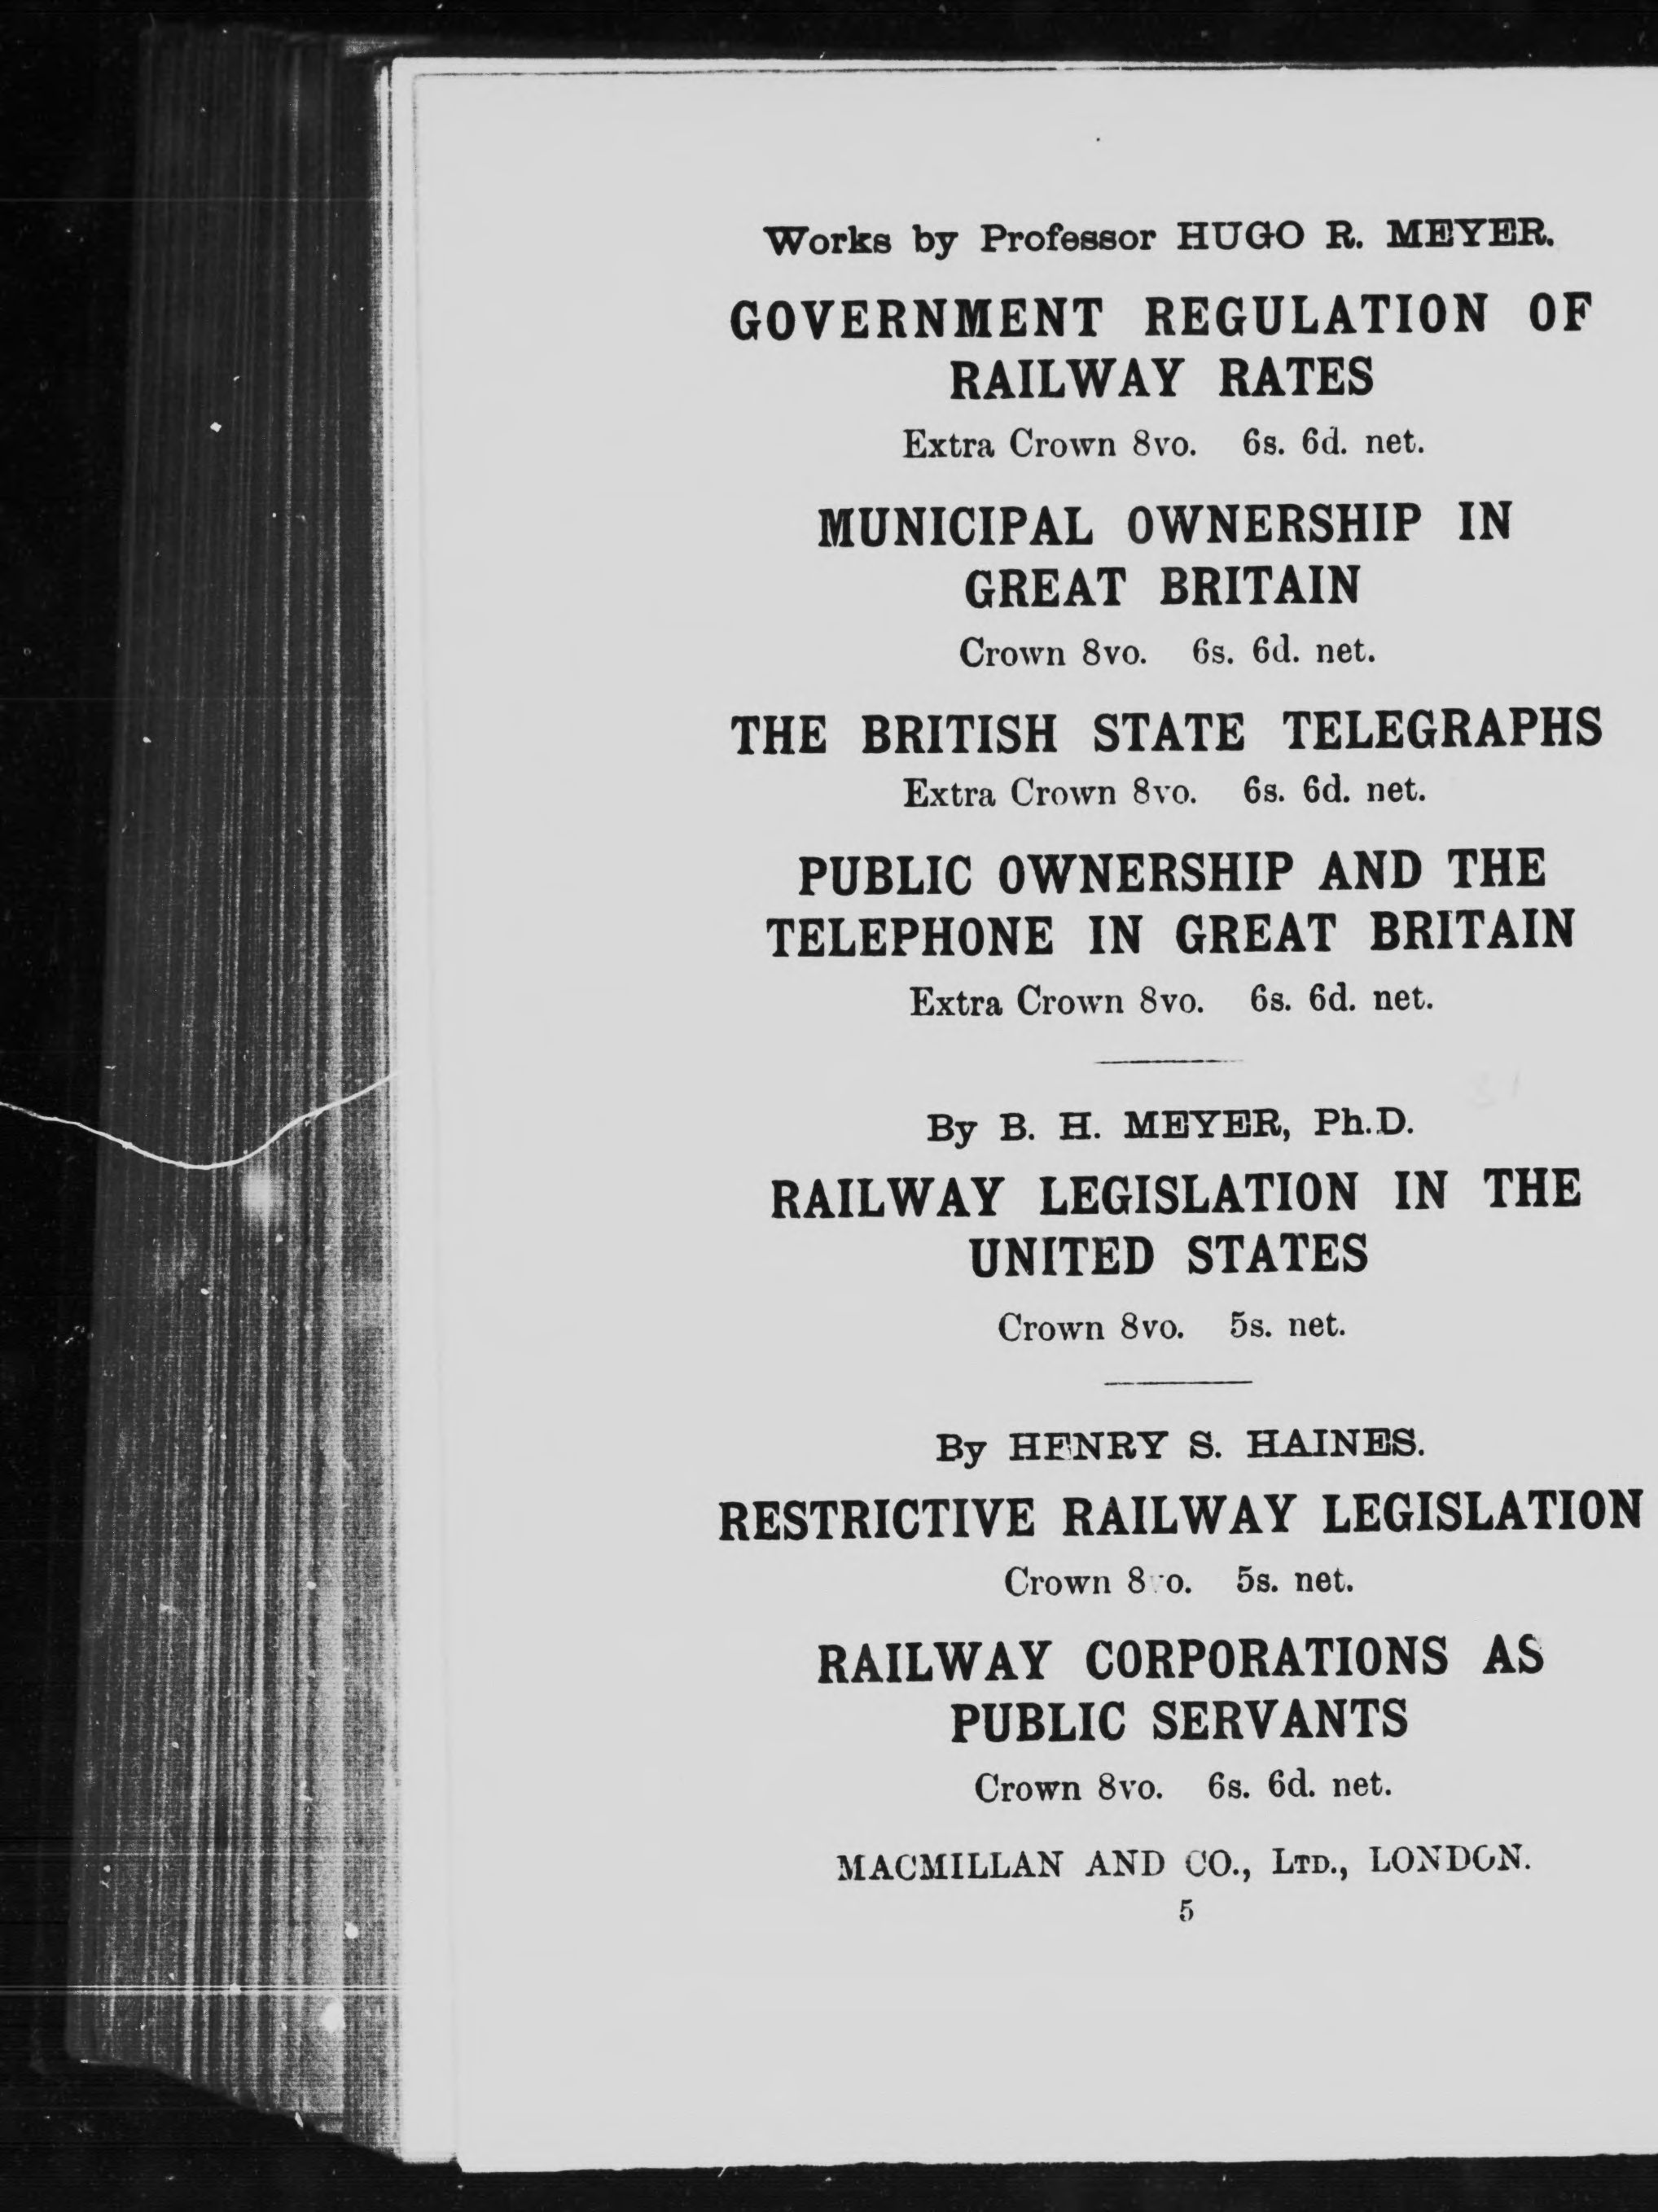 Works by Professor HUGO R. MEYER.
GOVERNMENT REGULATION OF
RAILWAY RATES
Extra Crown 8vo. 6s. 6d. net.
MUNICIPAL OWNERSHIP IN
GREAT BRITAIN
Crown 8vo. 6s. 6d. net.
THE BRITISH STATE TELEGRAPHS
Extra Crown 8vo. 6s. 6d. net.
PUBLIC OWNERSHIP AND THE
TELEPHONE IN GREAT BRITAIN
Extra Crown 8vo. 6s. 6d. net.
By B. H. MEYER, Ph.D.
RAILWAY LEGISLATION IN THE
UNITED STATES
Crown 8vo. 5s. net.
By HENRY S. HAINES.
RESTRICTIVE RAILWAY LEGISLATION
Crown 8vo. 5s. net.
RAILWAY CORPORATIONS AS
PUBLIC SERVANTS
Crown 8vo. 6s. 6d. net.
MACMILLAN AND CO., LTD., LONDON.
5